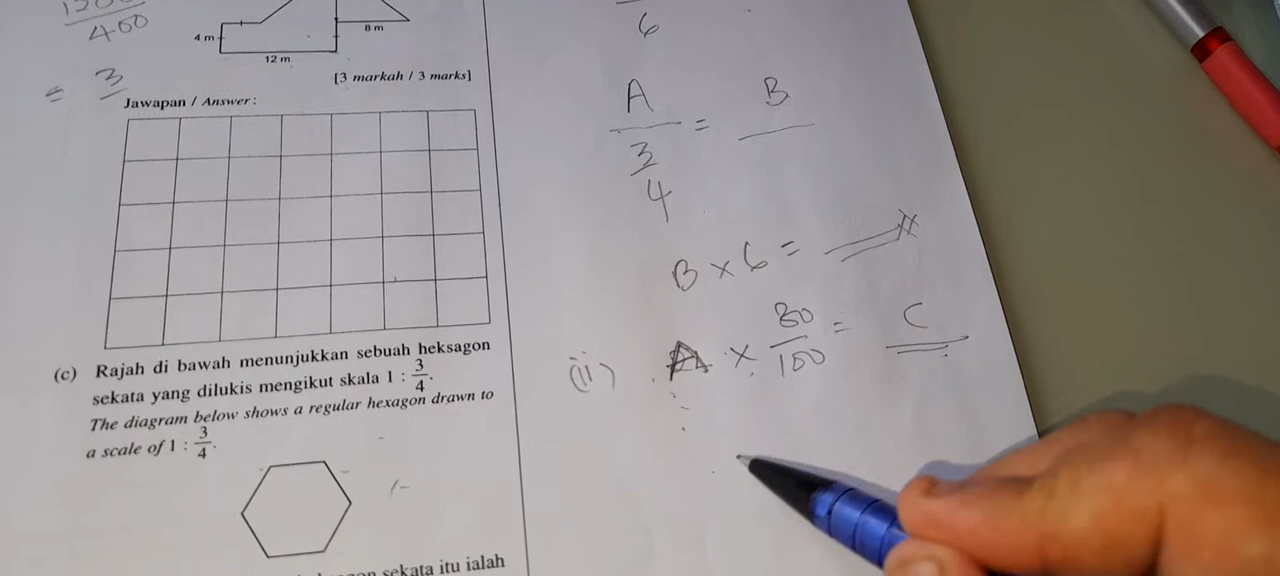 400
= 3
4 m
8 m
12 m
[3 markah / 3 marks]
Jawapan / Answer :
(c) Rajah di bawah menunjukkan sebuah heksagon
sekata yang dilukis mengikut skala 1 : 3/4.
The diagram below shows a regular hexagon drawn to
a scale of 1 : 3/4.
sekata itu ialah
6
A = B
3
4
B × 6 =
(ii) A × 80/100 = C